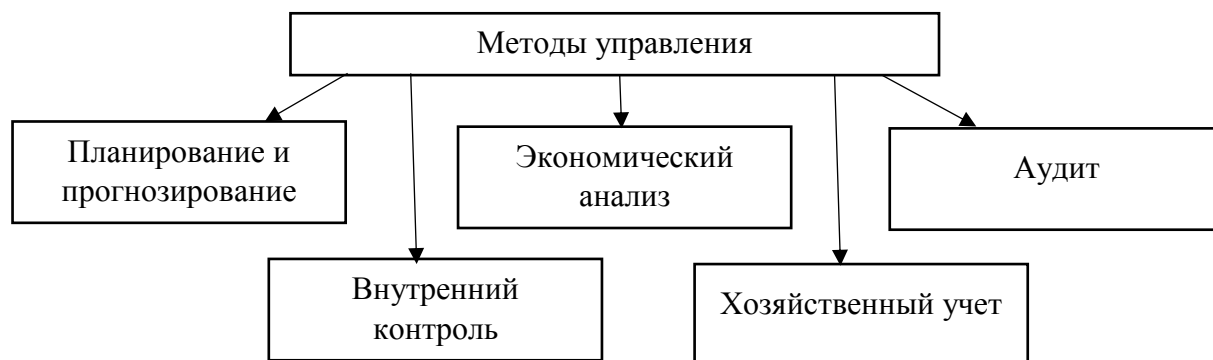 Методы управления
Планирование и
прогнозирование
Экономический
анализ
Аудит
Внутренний
контроль
Хозяйственный учет